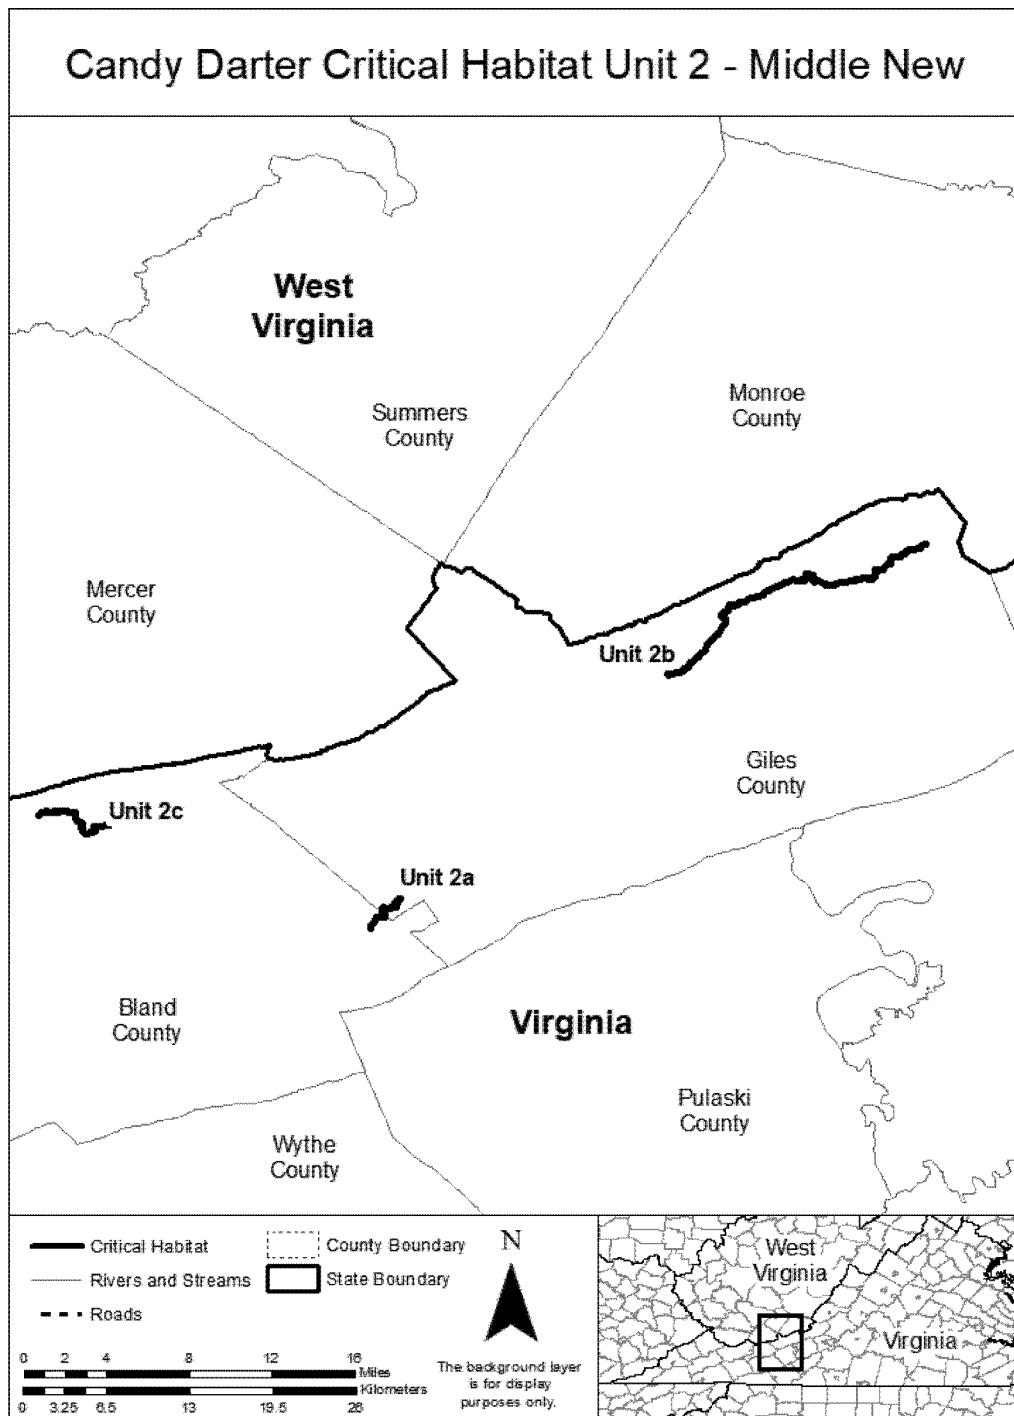 Candy Darter Critical Habitat Unit 2 - Middle New
West
Virginia
Monroe
County
Summers
County
Mercer
County
Unit 2b
Giles
County
Unit 2c
Unit 2a
Bland
County
Virginia
Pulaski
County
Wythe
County
Critical Habitat
Rivers and Streams
Roads
County Boundary
State Boundary
N
0 2 4 8 12 16
Miles
Kilometers
0 3.25 6.5 13 19.5 26
The background layer
is for display
purposes only.
West
Virginia
Virginia